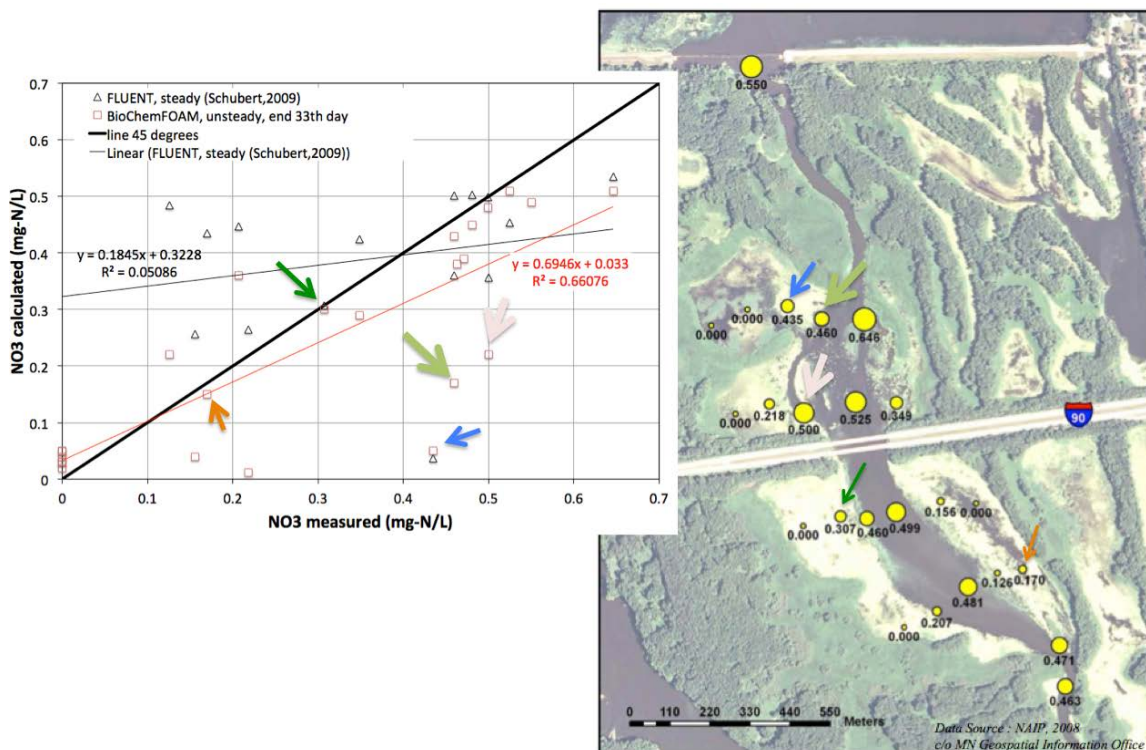 0.7
0.6
0.5
0.4
0.3
0.2
0.1
0
NO3 calculated (mg-N/L)
FLUENT, steady (Schubert,2009)
BioChemFOAM, unsteady, end 33th day
line 45 degrees
Linear (FLUENT, steady (Schubert,2009))
y = 0.1845x + 0.3228
R² = 0.05086
y = 0.6946x + 0.033
R² = 0.66076
0.0 0.1 0.2 0.3 0.4 0.5 0.6 0.7
NO3 measured (mg-N/L)
0.550
0.000 0.000 0.435 0.460 0.646
0.000 0.218 0.500 0.525 0.349
90
0.000 0.307 0.460 0.499 0.156 0.000
0.126 0.170
0.481
0.207
0.000
0.471
0.463
0 110 220 330 440 550
Meters
Data Source : NAIP, 2008
c/o MN Geospatial Information Office